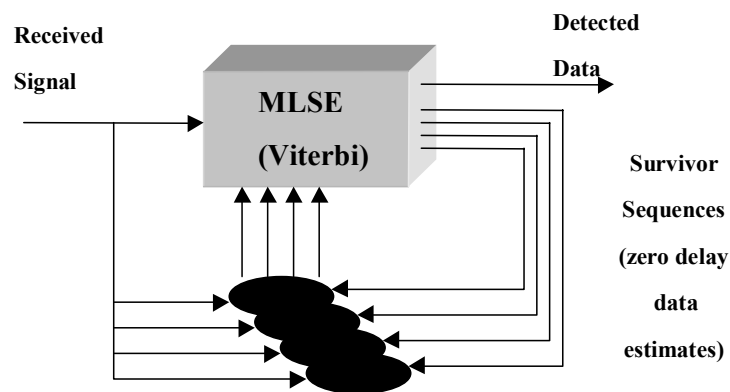 Received
Signal
MLSE
(Viterbi)
Detected
Data
Survivor
Sequences
(zero delay
data
estimates)